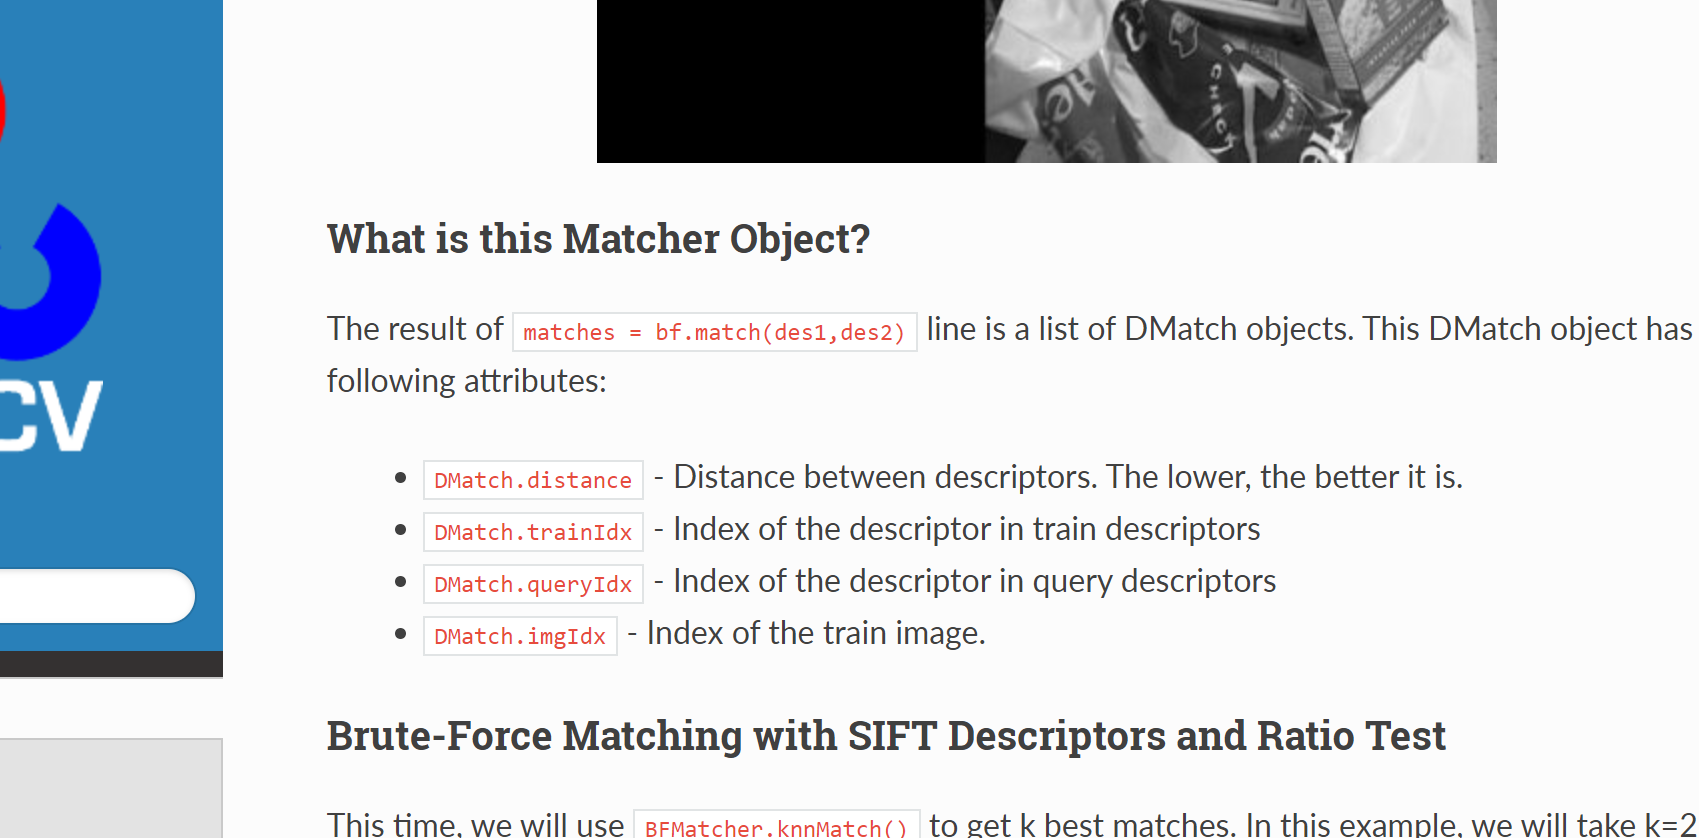 CV
What is this Matcher Object?
The result of matches = bf.match(des1,des2) line is a list of DMatch objects. This DMatch object has
following attributes:
DMatch.distance - Distance between descriptors. The lower, the better it is.
DMatch.trainIdx - Index of the descriptor in train descriptors
DMatch.queryIdx - Index of the descriptor in query descriptors
DMatch.imgIdx - Index of the train image.
Brute-Force Matching with SIFT Descriptors and Ratio Test
This time, we will use BFMatcher.knnMatch() to get k best matches. In this example, we will take k=2